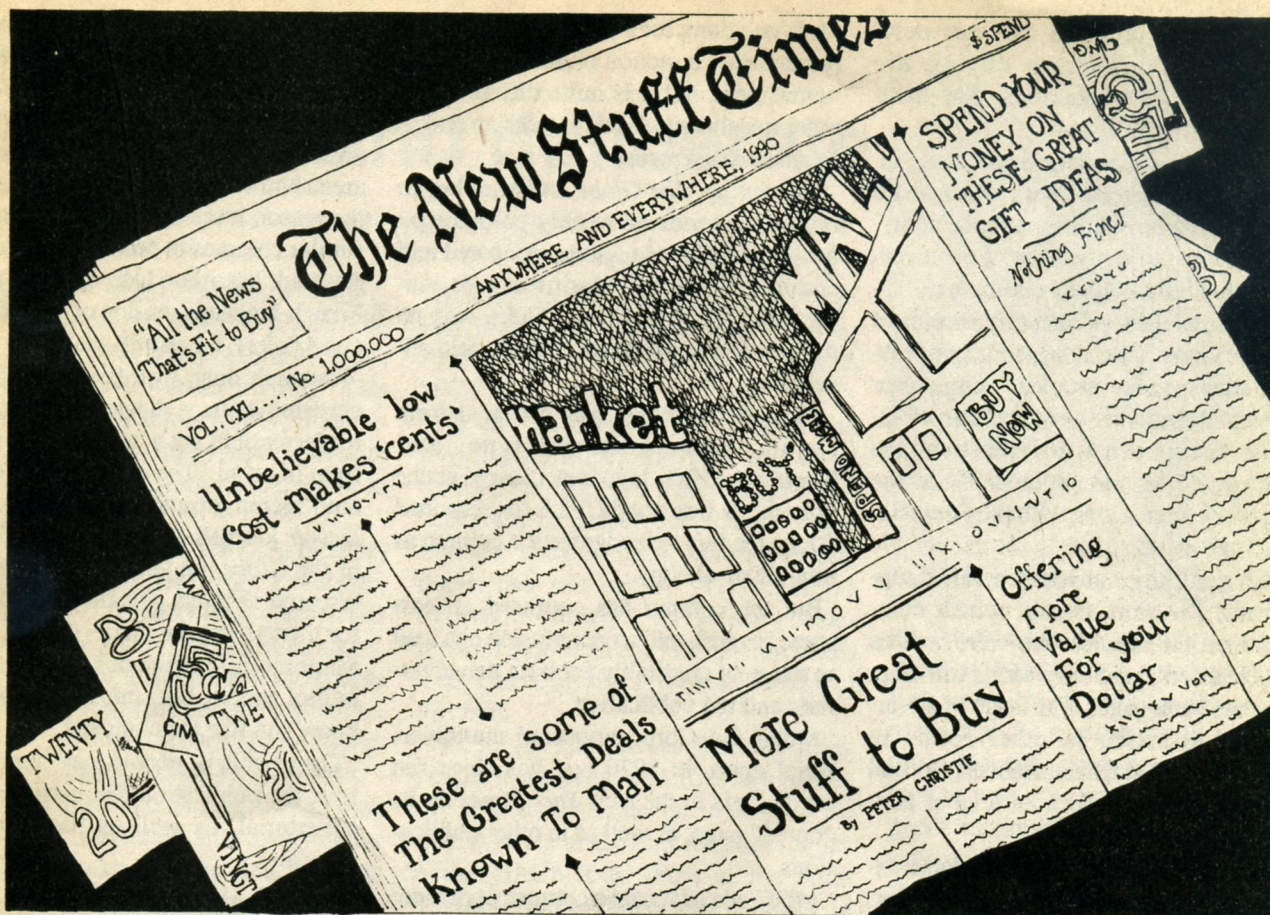 The New Stuff Times
"All the News
That's Fit to Buy"
VOL. CXL.... No. 1,000,000
ANYWHERE AND EVERYWHERE, 1990
$SPEND
Unbelievable low
cost makes 'cents'
market
BUY!
MALL
BUY
NOW
SPEND YOUR
MONEY ON
THESE GREAT
GIFT IDEAS
Nothing Finer
These are some of
The Greatest Deals
Known To Man
More Great
Stuff to Buy
By PETER CHRISTIE
Offering
more
Value
For your
Dollar
20
TWENTY
20
TWE
20
VINGT
CINQ